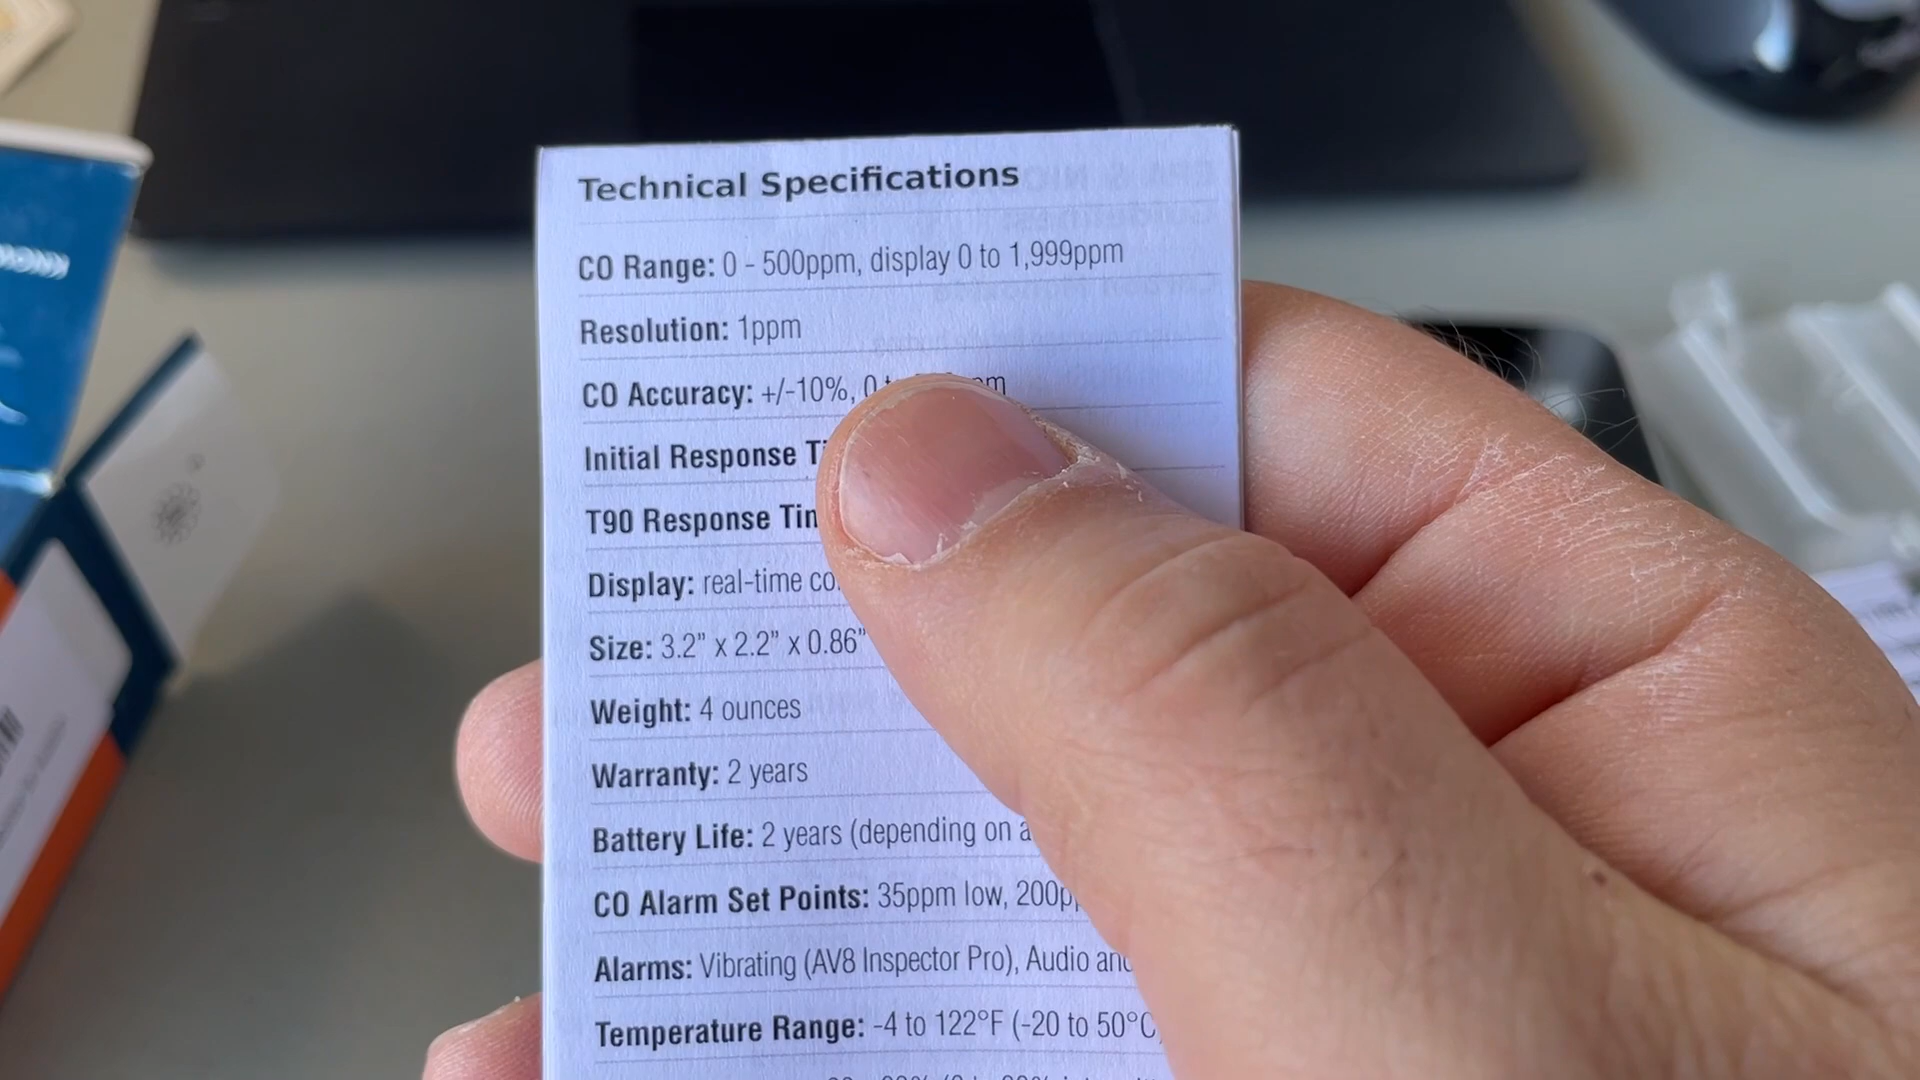 Technical Specifications
CO Range: 0 - 500ppm, display 0 to 1,999ppm
Resolution: 1ppm
CO Accuracy: +/-10%, 0
Initial Response
T90 Response
Display: real-time
Size: 3.2" x 2.2" x 0.86"
Weight: 4 ounces
Warranty: 2 years
Battery Life: 2 years (depending on
CO Alarm Set Points: 35ppm low,
Alarms: Vibrating (AV8 Inspector Pro), Audio and
Temperature Range: -4 to 122°F (-20 to 50°C